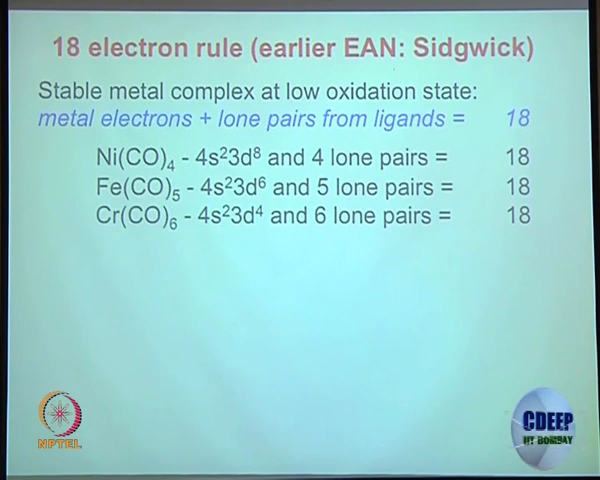 18 electron rule (earlier EAN: Sidgwick)
Stable metal complex at low oxidation state:
metal electrons + lone pairs from ligands = 18
Ni(CO)₄ - 4s²3d⁸ and 4 lone pairs = 18
Fe(CO)₅ - 4s²3d⁶ and 5 lone pairs = 18
Cr(CO)₆ - 4s²3d⁴ and 6 lone pairs = 18
NPTEL
CDEEP
IIT BOMBAY